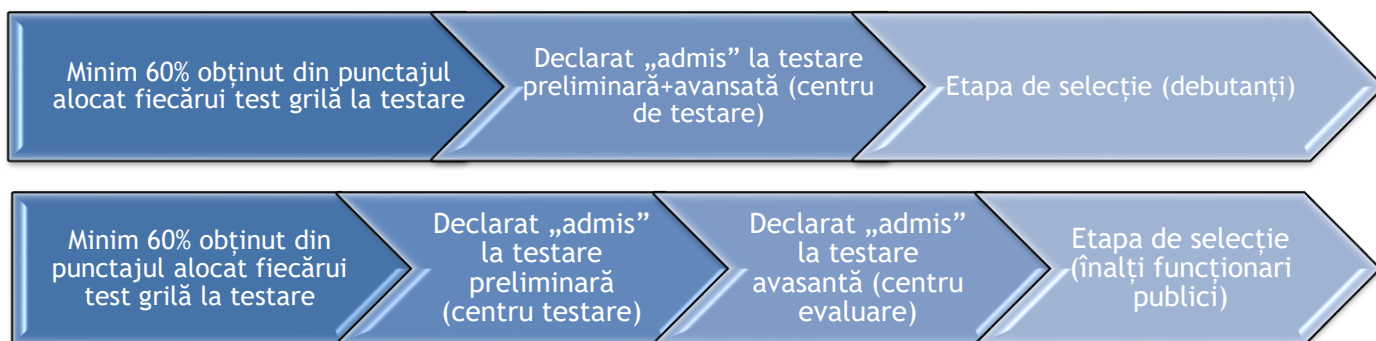 Minim 60% obținut din punctajul
alocat fiecărui test grilă la testare
Declarat „admis” la testare
preliminară+avansată (centru
de testare)
Etapa de selecție (debutanți)
Minim 60% obținut din
punctajul alocat fiecărui
test grilă la testare
Declarat „admis”
la testare
preliminară
(centru testare)
Declarat „admis”
la testare
avasantă (centru
evaluare)
Etapa de selecție
(înalți funcționari
publici)